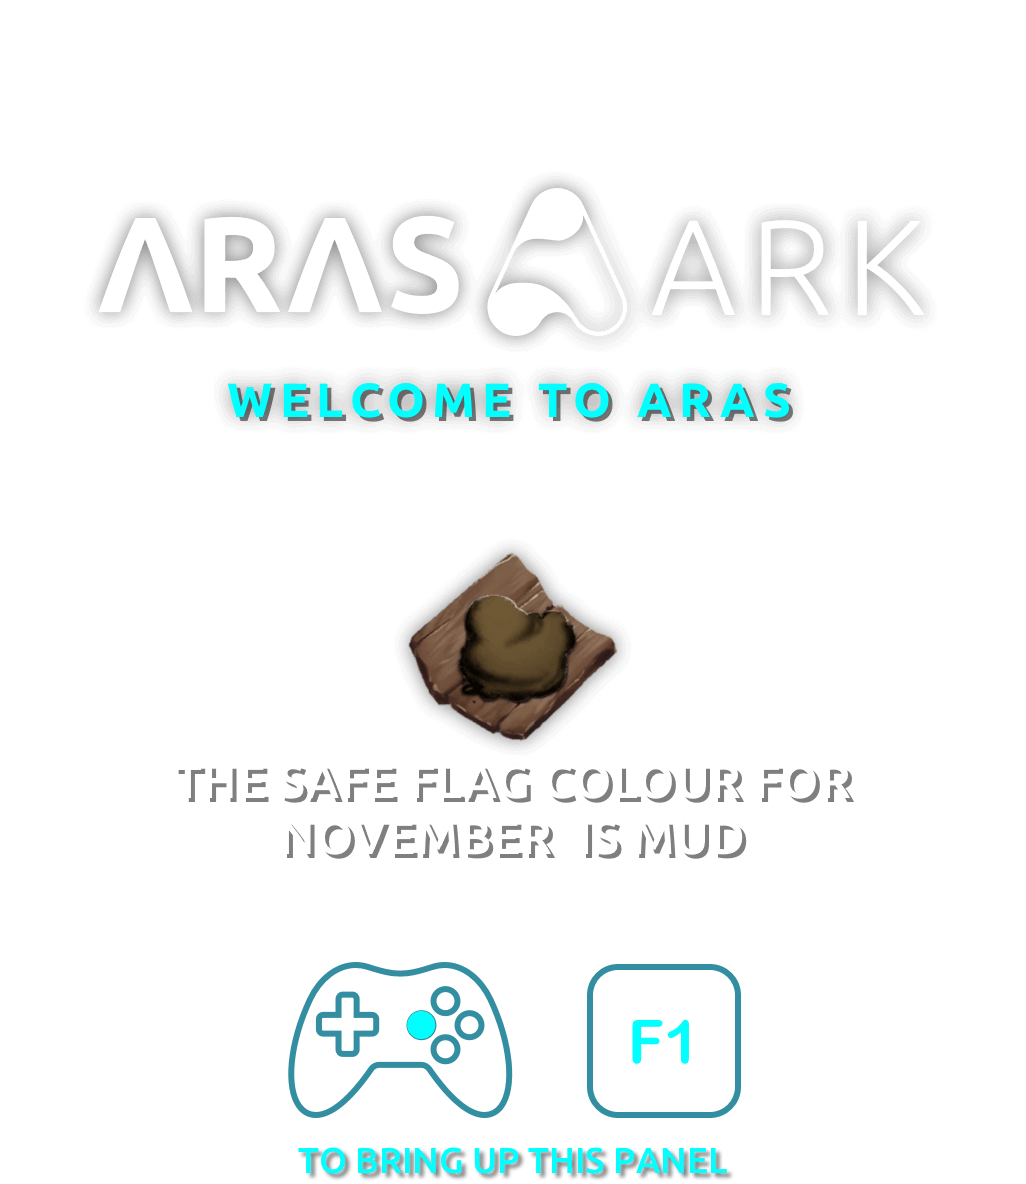 ARAS ARK
WELCOME TO ARAS
THE SAFE FLAG COLOUR FOR
NOVEMBER IS MUD
F1
TO BRING UP THIS PANEL